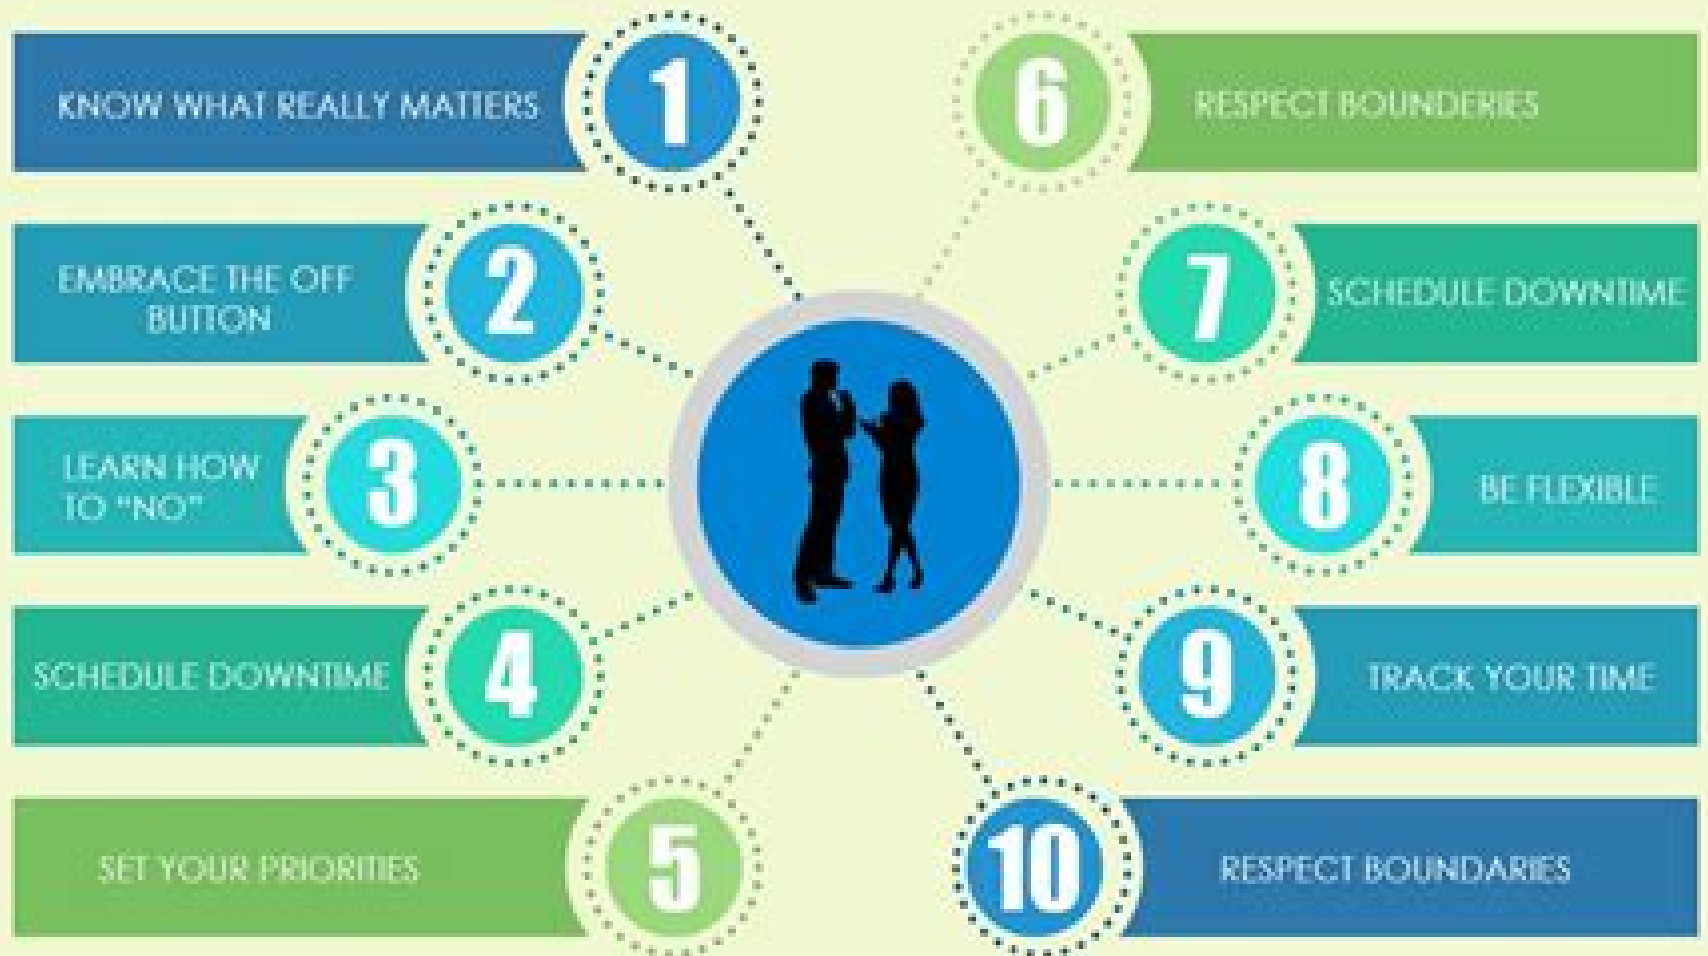 1
KNOW WHAT REALLY MATTERS
2
EMBRACE THE OFF
BUTTON
3
LEARN HOW
TO "NO"
4
SCHEDULE DOWNTIME
5
SET YOUR PRIORITIES
6
RESPECT BOUNDERIES
7
SCHEDULE DOWNTIME
8
BE FLEXIBLE
9
TRACK YOUR TIME
10
RESPECT BOUNDARIES